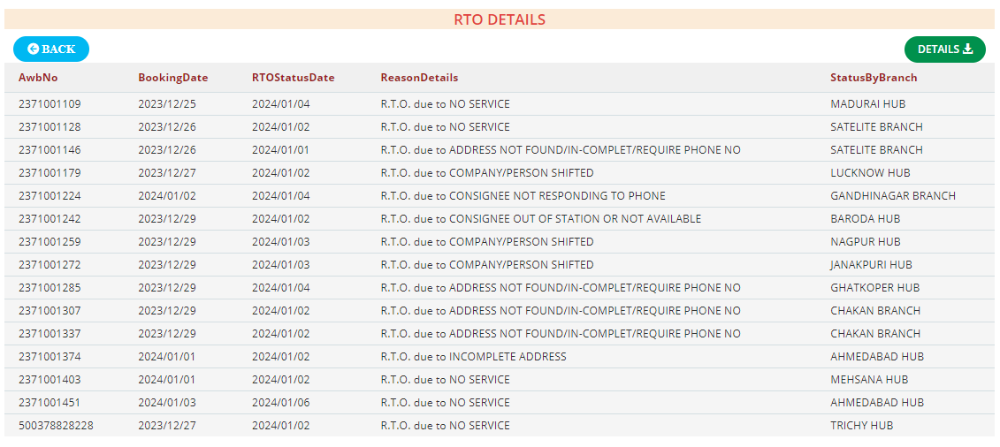 RTO DETAILS
BACK DETAILS
AwbNo BookingDate RTOStatusDate ReasonDetails StatusByBranch
2371001109 2023/12/25 2024/01/04 R.T.O. due to NO SERVICE MADURAI HUB
2371001128 2023/12/26 2024/01/02 R.T.O. due to NO SERVICE SATELITE BRANCH
2371001146 2023/12/26 2024/01/01 R.T.O. due to ADDRESS NOT FOUND/IN-COMPLET/REQUIRE PHONE NO SATELITE BRANCH
2371001179 2023/12/27 2024/01/02 R.T.O. due to COMPANY/PERSON SHIFTED LUCKNOW HUB
2371001224 2024/01/02 2024/01/04 R.T.O. due to CONSIGNEE NOT RESPONDING TO PHONE GANDHINAGAR BRANCH
2371001242 2023/12/29 2024/01/02 R.T.O. due to CONSIGNEE OUT OF STATION OR NOT AVAILABLE BARODA HUB
2371001259 2023/12/29 2024/01/03 R.T.O. due to COMPANY/PERSON SHIFTED NAGPUR HUB
2371001272 2023/12/29 2024/01/03 R.T.O. due to COMPANY/PERSON SHIFTED JANAKPURI HUB
2371001285 2023/12/29 2024/01/04 R.T.O. due to ADDRESS NOT FOUND/IN-COMPLET/REQUIRE PHONE NO GHATKOPER HUB
2371001307 2023/12/29 2024/01/02 R.T.O. due to ADDRESS NOT FOUND/IN-COMPLET/REQUIRE PHONE NO CHAKAN BRANCH
2371001337 2023/12/29 2024/01/02 R.T.O. due to ADDRESS NOT FOUND/IN-COMPLET/REQUIRE PHONE NO CHAKAN BRANCH
2371001374 2024/01/01 2024/01/02 R.T.O. due to INCOMPLETE ADDRESS AHMEDABAD HUB
2371001403 2024/01/01 2024/01/02 R.T.O. due to NO SERVICE MEHSANA HUB
2371001451 2024/01/03 2024/01/06 R.T.O. due to NO SERVICE AHMEDABAD HUB
500378828228 2023/12/27 2024/01/02 R.T.O. due to NO SERVICE TRICHY HUB